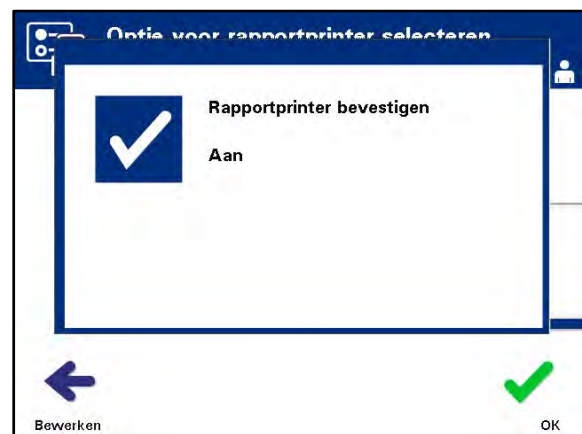 Optie voor rapportprinter selecteren
Rapportprinter bevestigen
Aan
Bewerken
OK